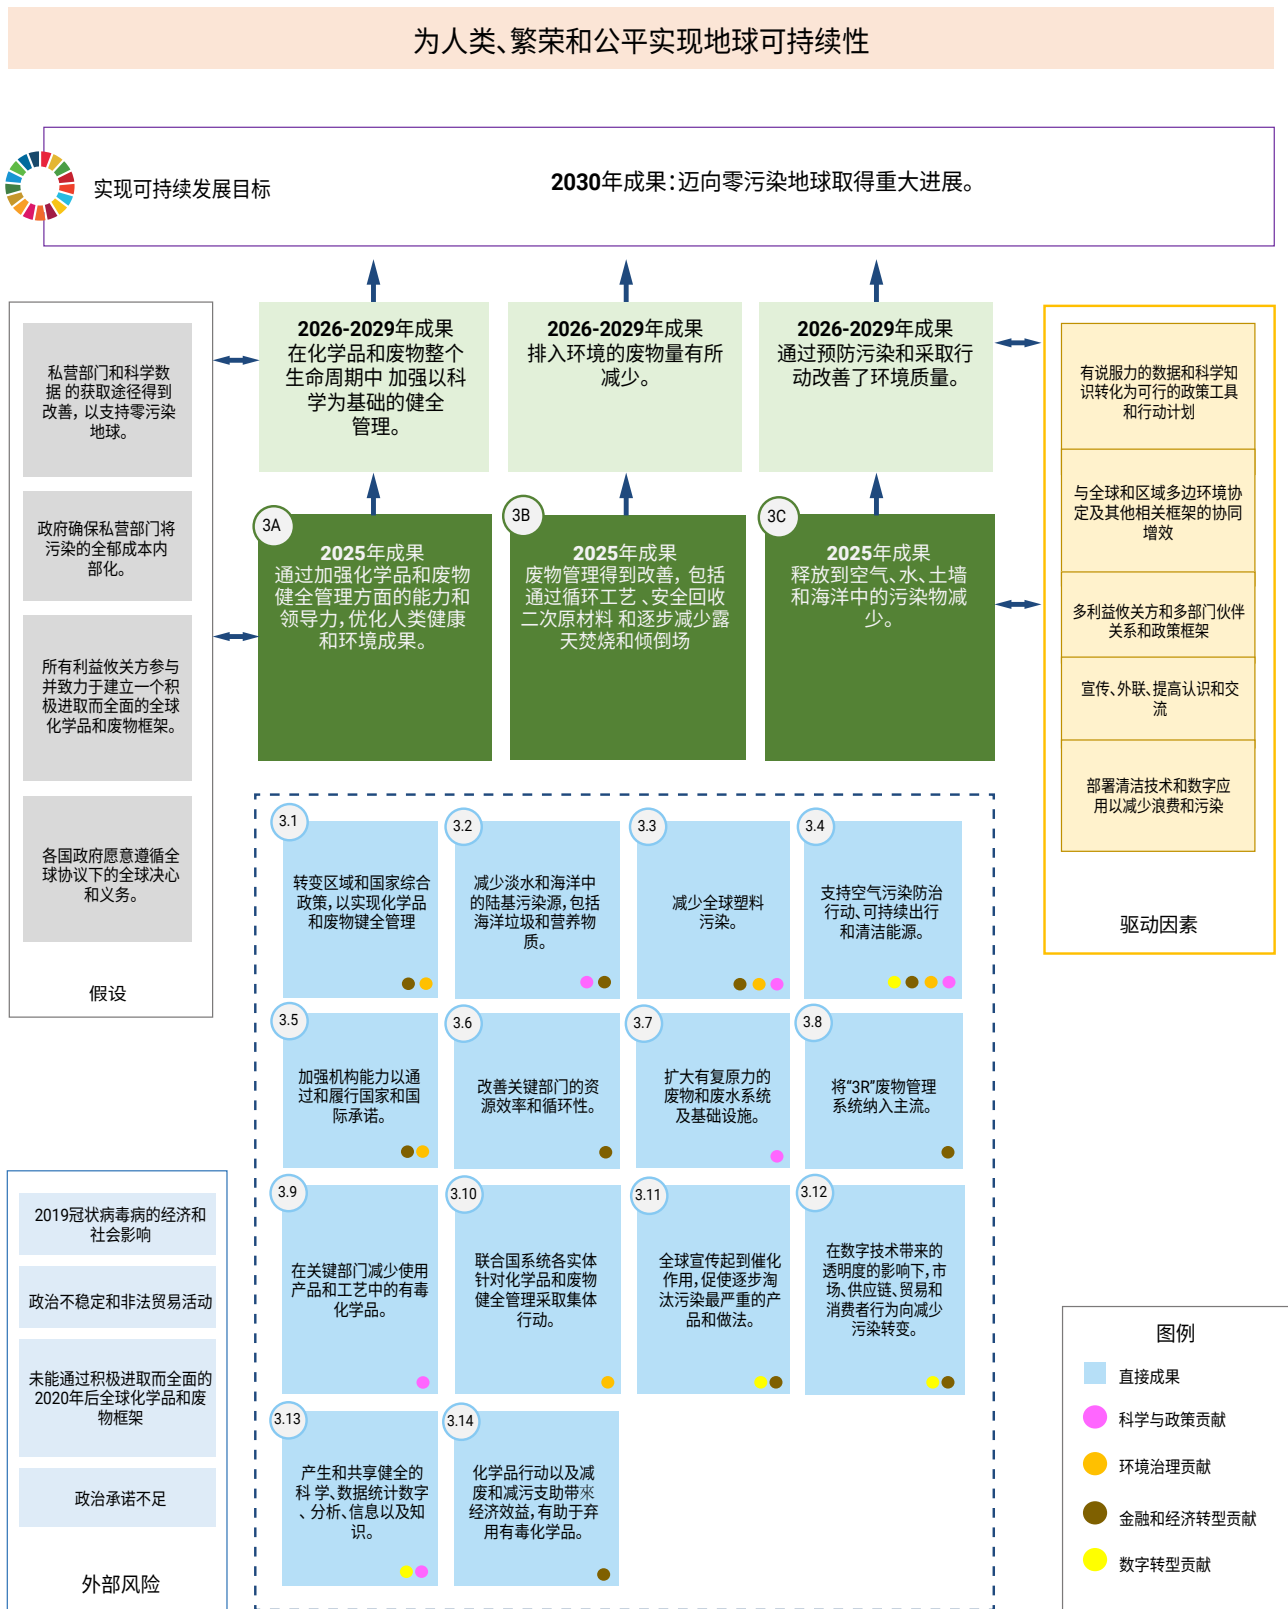 为人类、繁荣和公平实现地球可持续性
实现可持续发展目标
2030年成果：迈向零污染地球取得重大进展。
私营部门和科学数
据 的获取途径得到
改善，以支持零污染
地球。
政府确保私营部门将
污染的全郁成本内
部化。
所有利益攸关方参与
并致力于建立一个积
极进取而全面的全球
化学品和废物框架。
各国政府愿意遵循全
球协议下的全球决心
和义务。
假设
2026-2029年成果
在化学品和废物整个
生命周期中 加强以科
学为基础的健全
管理。
2026-2029年成果
排入环境的废物量有所
减少。
2026-2029年成果
通过预防污染和采取行
动改善了环境质量。
3A
2025年成果
通过加强化学品和废物
健全管理方面的能力和
领导力，优化人类健康
和环境成果。
3B
2025年成果
废物管理得到改善，包括
通过循环工艺 、安全回收
二次原材料 和逐步减少露
天焚烧和倾倒场
3C
2025年成果
释放到空气、水、土墙
和海洋中的污染物减
少。
有说服力的数据和科学知
识转化为可行的政策工具
和行动计划
与全球和区域多边环境协
定及其他相关框架的协同
增效
多利益攸关方和多部门伙伴
关系和政策框架
宣传、外联、提高认识和交
流
部署清洁技术和数字应
用以减少浪费和污染
驱动因素
3.1
转变区域和国家综合
政策，以实现化学品
和废物键全管理
3.2
减少淡水和海洋中
的陆基污染源，包括
海洋垃圾和营养物
质。
3.3
减少全球塑料
污染。
3.4
支持空气污染防治
行动、可持续出行
和清洁能源。
3.5
加强机构能力以通
过和履行国家和国
际承诺。
3.6
改善关键部门的资
源效率和循环性。
3.7
扩大有复原力的
废物和废水系统
及基础设施。
3.8
将“3R”废物管理
系统纳入主流。
3.9
在关键部门减少使用
产品和工艺中的有毒
化学品。
3.10
联合国系统各实体
针对化学品和废物
健全管理采取集体
行动。
3.11
全球宣传起到催化
作用，促使逐步淘
汰污染最严重的产
品和做法。
3.12
在数字技术带来的
透明度的影响下，市
场、供应链、贸易和
消费者行为向减少
污染转变。
3.13
产生和共享健全的
科 学、数据统计数字
、分析、信息以及知
识。
3.14
化学品行动以及减
废和减污支助带來
经济效益，有助于弃
用有毒化学品。
2019冠状病毒病的经济和
社会影响
政治不稳定和非法贸易活动
未能通过积极进取而全面的
2020年后全球化学品和废
物框架
政治承诺不足
外部风险
图例
直接成果
科学与政策贡献
环境治理贡献
金融和经济转型贡献
数字转型贡献